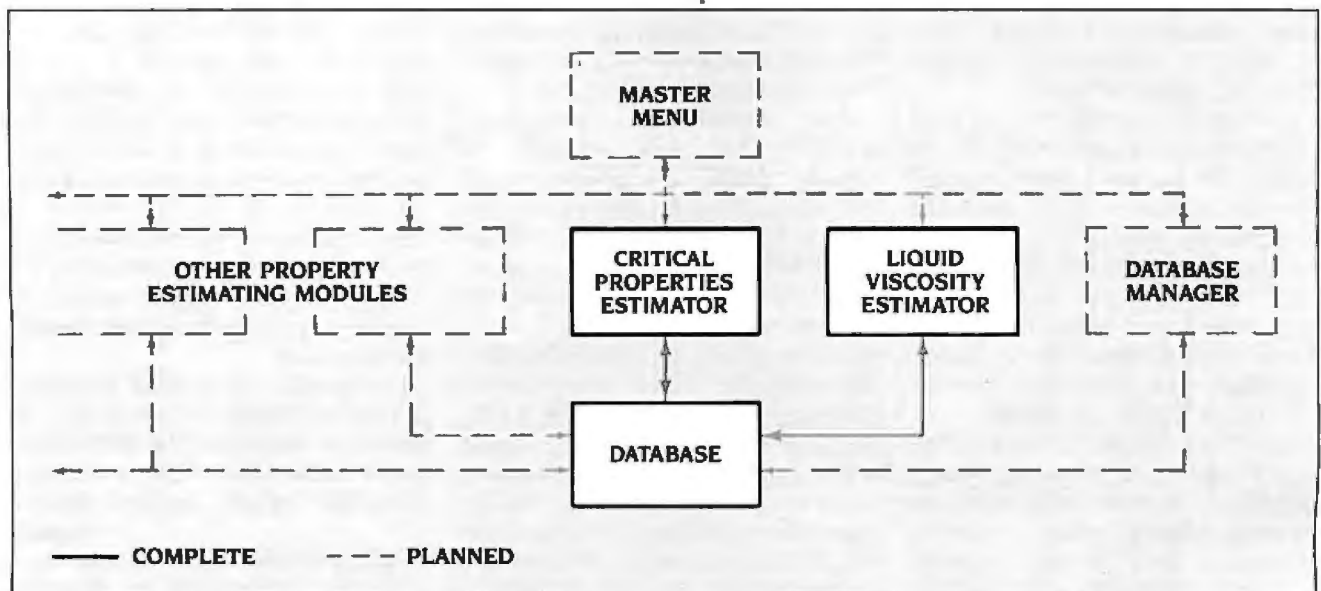 MASTER
MENU
OTHER PROPERTY
ESTIMATING MODULES
CRITICAL
PROPERTIES
ESTIMATOR
LIQUID
VISCOSITY
ESTIMATOR
DATABASE
MANAGER
DATABASE
COMPLETE
PLANNED